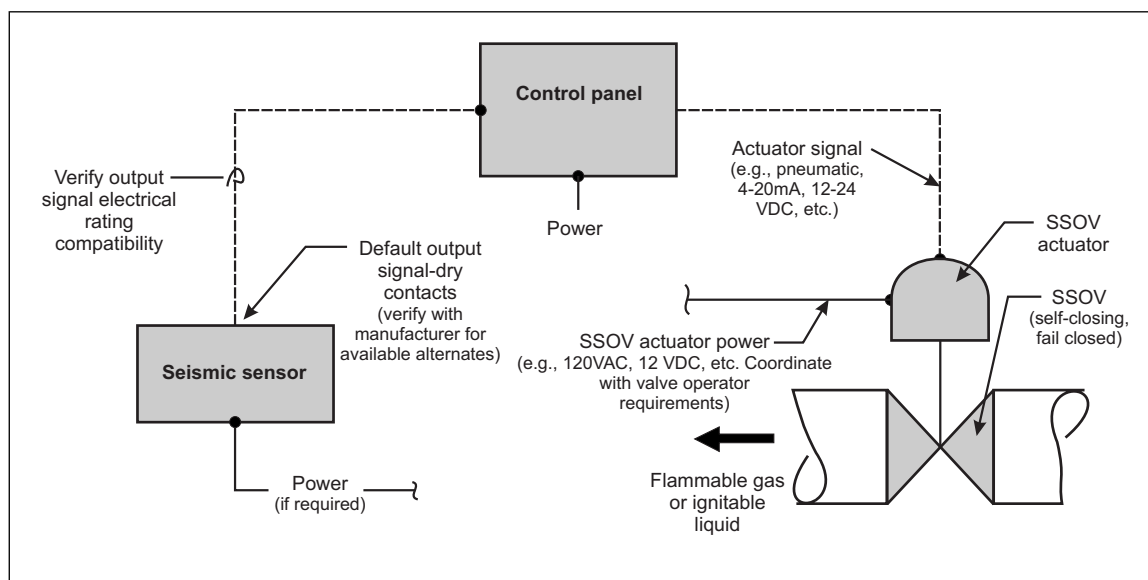 Control panel
Verify output
signal electrical
rating
compatibility
Power
Actuator signal
(e.g., pneumatic,
4-20mA, 12-24
VDC, etc.)
SSOV
actuator
Default output
signal-dry
contacts
(verify with
manufacturer for
available alternates)
SSOV
(self-closing,
fail closed)
SSOV actuator power
(e.g., 120VAC, 12 VDC, etc. Coordinate
with valve operator
requirements)
Seismic sensor
Power
(if required)
Flammable gas
or ignitable
liquid